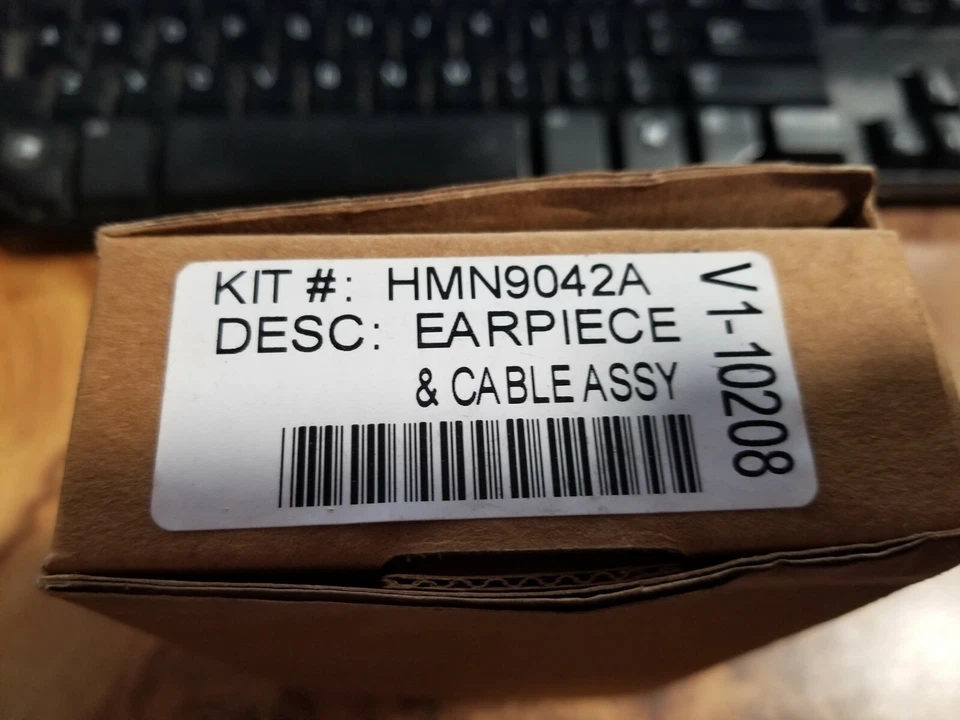 KIT #: HMN9042A
DESC: EARPIECE
& CABLE ASSY
V1-10208